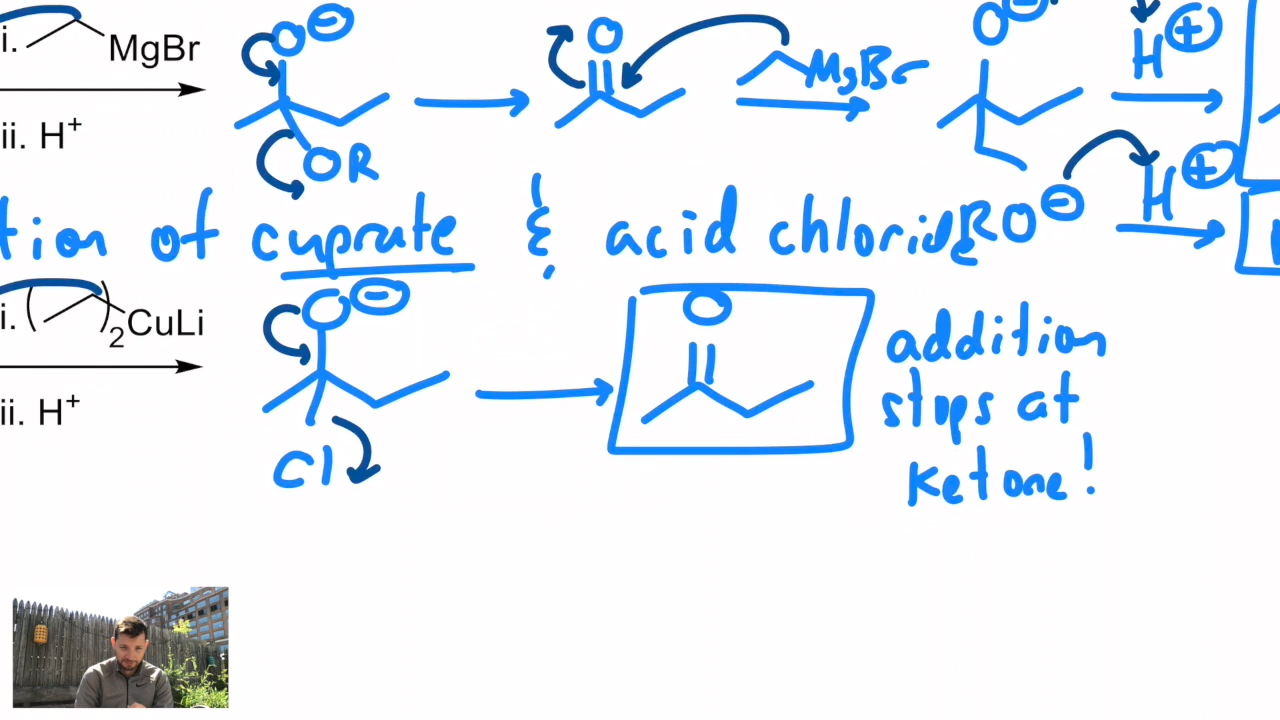 i. MgBr
ii. H+
O⊖
OR
O
MgBr
O⊖
H⊕
RO⊖
H⊕
tion of cuprate & acid chloride
i. ( )2CuLi
ii. H+
O⊖
Cl
O
addition
stops at
ketone!